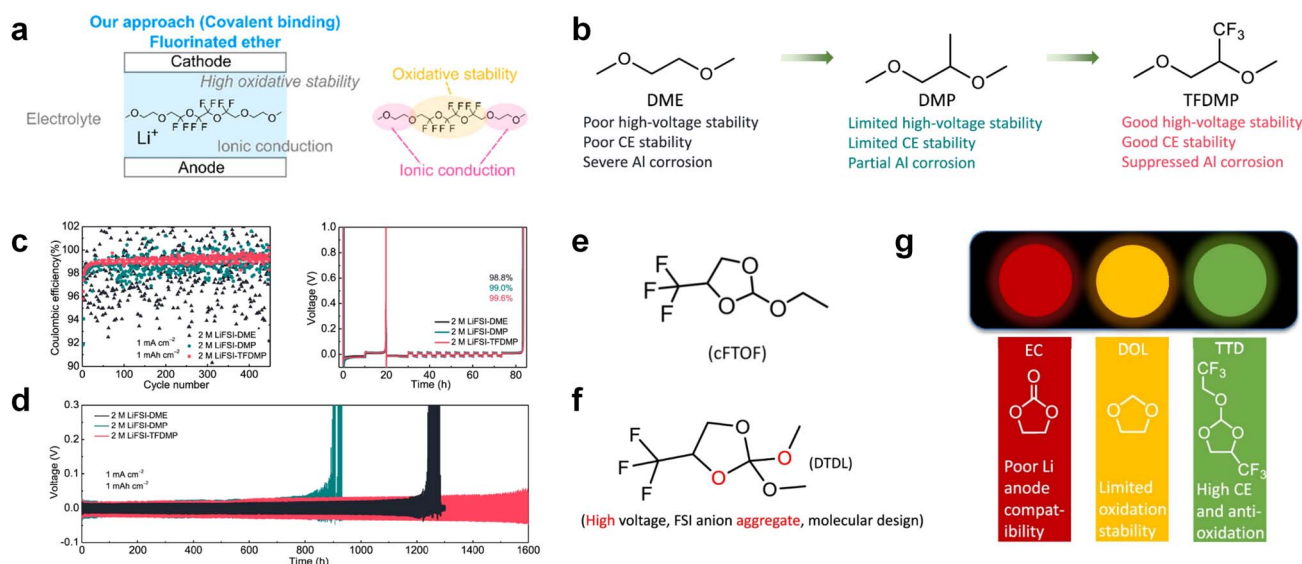 a
Our approach (Covalent binding)
Fluorinated ether
Cathode
High oxidative stability
Electrolyte
O O F F F F O O
O F F F F O O
Li+
Ionic conduction
Anode
Oxidative stability
O O F F F F O O
O F F F F O O
Ionic conduction
b
O O
DME
Poor high-voltage stability
Poor CE stability
Severe Al corrosion
O O
DMP
Limited high-voltage stability
Limited CE stability
Partial Al corrosion
CF3
O O
TFDMP
Good high-voltage stability
Good CE stability
Suppressed Al corrosion
c
Coulombic efficiency(%)
102
100
98
96
94
92
90
1 mA cm-2
1 mAh cm-2
2 M LiFSI-DME
2 M LiFSI-DMP
2 M LiFSI-TFDMP
0 100 200 300 400
Cycle number
Voltage (V)
1.0
0.8
0.6
0.4
0.2
0.0
98.8%
99.0%
99.6%
2 M LiFSI-DME
2 M LiFSI-DMP
2 M LiFSI-TFDMP
0 20 40 60 80
Time (h)
d
Voltage (V)
0.3
0.2
0.1
0.0
-0.1
2 M LiFSI-DME
2 M LiFSI-DMP
2 M LiFSI-TFDMP
1 mA cm-2
1 mAh cm-2
0 200 400 600 800 1000 1200 1400 1600
Time (h)
e
F
F
F
O
O
O
(cFTOF)
f
F
F
F
O
O
O
O
(DTDL)
(High voltage, FSI anion aggregate, molecular design)
g
EC
O
O O
Poor Li
anode
compat-
ibility
DOL
O O
Limited
oxidation
stability
TTD
CF3
O
O O
CF3
High CE
and anti-
oxidation